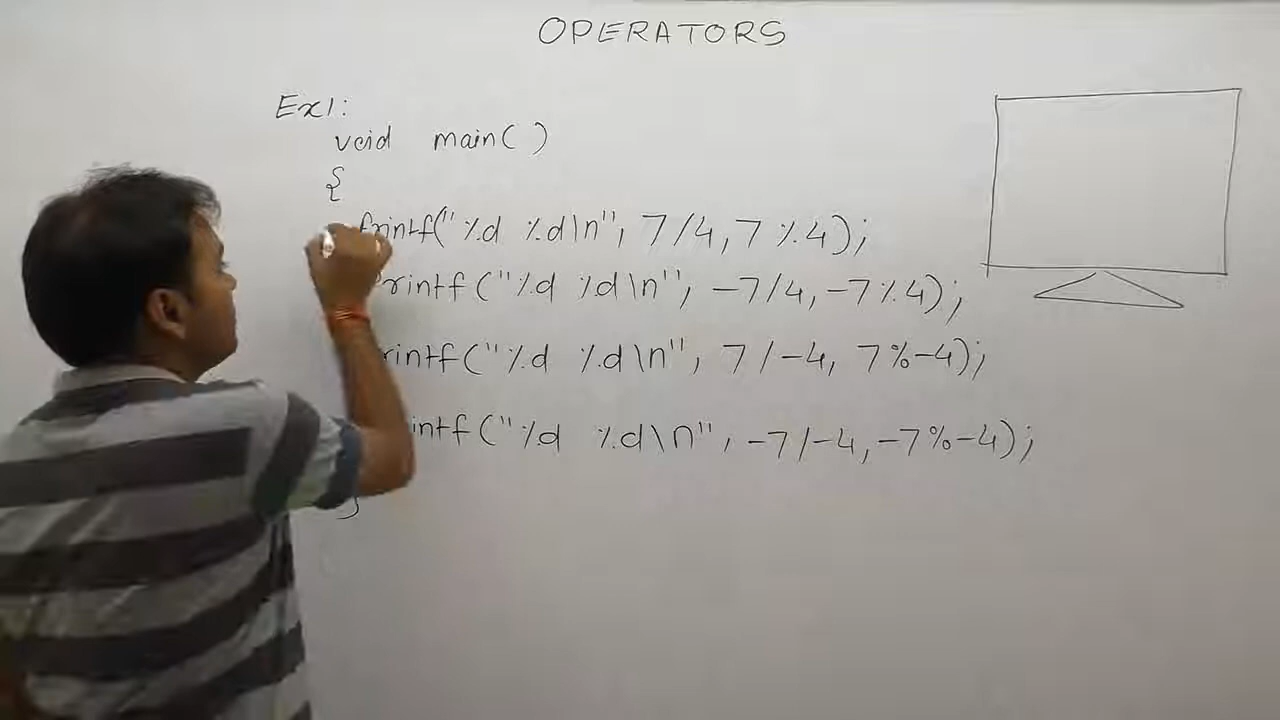 OPERATORS
Ex1:
void main( )
{
printf("%d %d\n", 7/4, 7%4);
printf("%d %d\n", -7/4, -7%4);
rintf("%d %d\n", 7/-4, 7%-4);
intf("%d %d\n", -7/-4, -7%-4);
}